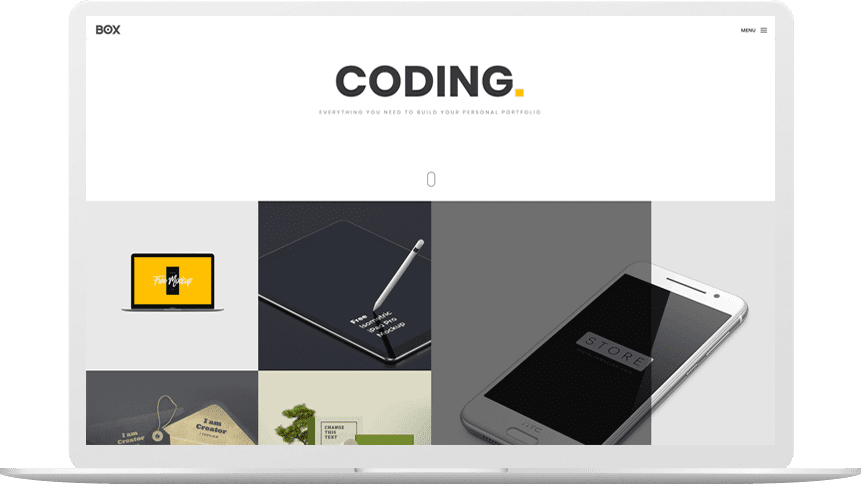 BOX
MENU
CODING.
EVERYTHING YOU NEED TO BUILD YOUR PERSONAL PORTFOLIO
Free Mockup
Free
Isometric
iPad Pro
Mockup
STORE
HTC
I am
Creator
I am
Creator
CHANGE
THIS
TEXT